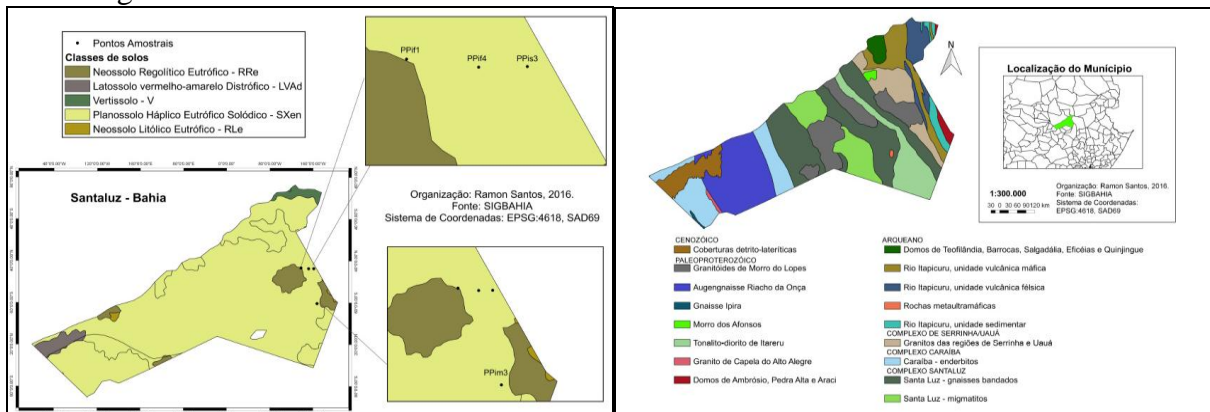 Pontos Amostrais
Classes de solos
Neossolo Regolítico Eutrófico - RRe
Latossolo vermelho-amarelo Distrófico - LVAd
Vertissolo - V
Planossolo Háplico Eutrófico Solódico - SXen
Neossolo Litólico Eutrófico - RLe
PPif1
PPif4
PPis3
Santaluz - Bahia
Organização: Ramon Santos, 2016.
Fonte: SIGBAHIA
Sistema de Coordenadas: EPSG:4618, SAD69
PPim3
N
Localização do Município
1:300.000
30 0 30 60 90120 km
Organização: Ramon Santos, 2016.
Fonte: SIGBAHIA
Sistema de Coordenadas:
EPSG:4618, SAD69
CENOZÓICO
Coberturas detrito-lateríticas
PALEOPROTEROZÓICO
Granitóides de Morro do Lopes
Augengnaisse Riacho da Onça
Gnaisse Ipira
Morro dos Afonsos
Tonalito-diorito de Itareru
Granito de Capela do Alto Alegre
Domos de Ambrósio, Pedra Alta e Araci
ARQUEANO
Domos de Teofilândia, Barrocas, Salgadália, Eficéias e Quinjingue
Rio Itapicuru, unidade vulcânica máfica
Rio Itapicuru, unidade vulcânica félsica
Rochas metaultramáficas
Rio Itapicuru, unidade sedimentar
COMPLEXO DE SERRINHA/UAUÁ
Granitos das regiões de Serrinha e Uauá
COMPLEXO CARAÍBA
Caraíba - enderbitos
COMPLEXO SANTALUZ
Santa Luz - gnaisses bandados
Santa Luz - migmatitos